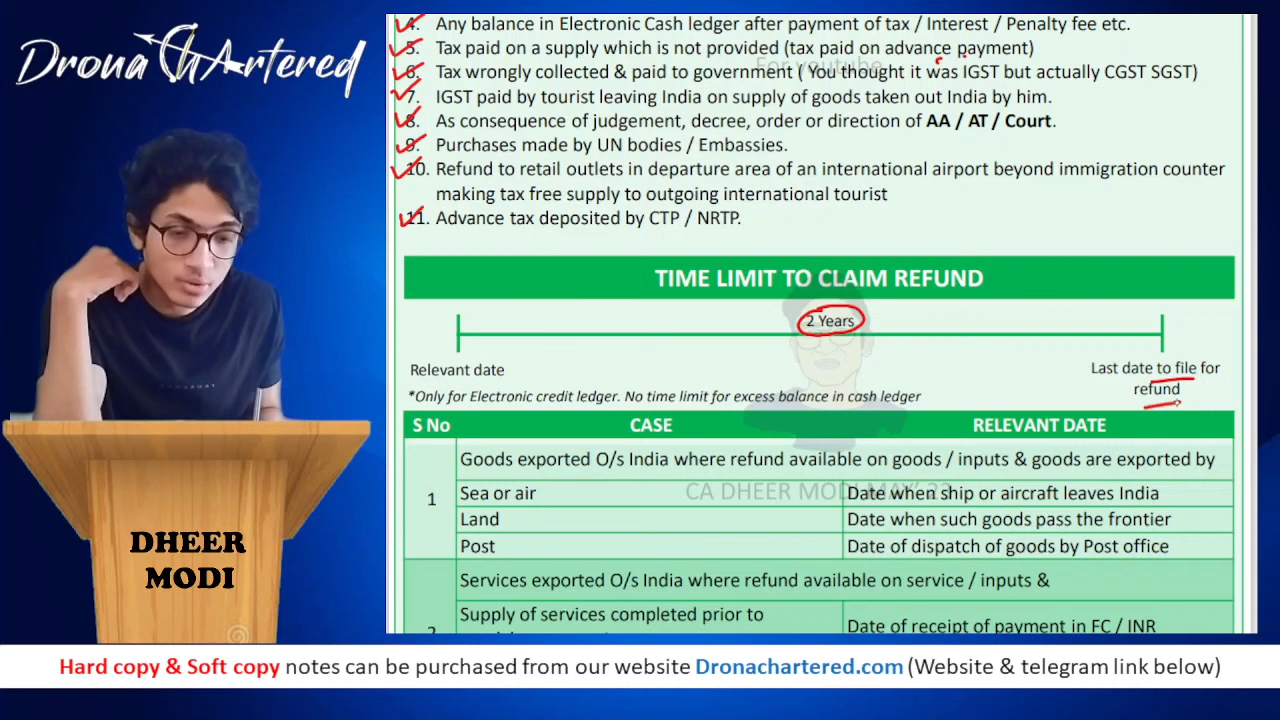 Drona CHArtered
4. Any balance in Electronic Cash ledger after payment of tax / Interest / Penalty fee etc.
5. Tax paid on a supply which is not provided (tax paid on advance payment)
For youtube
6. Tax wrongly collected & paid to government ( You thought it was IGST but actually CGST SGST)
7. IGST paid by tourist leaving India on supply of goods taken out India by him.
8. As consequence of judgement, decree, order or direction of AA / AT / Court.
9. Purchases made by UN bodies / Embassies.
10. Refund to retail outlets in departure area of an international airport beyond immigration counter
making tax free supply to outgoing international tourist
11. Advance tax deposited by CTP / NRTP.
TIME LIMIT TO CLAIM REFUND
2 Years
Relevant date
Last date to file for
refund
*Only for Electronic credit ledger. No time limit for excess balance in cash ledger
S No CASE RELEVANT DATE
1 Goods exported O/s India where refund available on goods / inputs & goods are exported by
CA DHEER MODI MAY' 23
Sea or air Date when ship or aircraft leaves India
Land Date when such goods pass the frontier
Post Date of dispatch of goods by Post office
Services exported O/s India where refund available on service / inputs &
Supply of services completed prior to
Date of receipt of payment in FC / INR
DHEER
MODI
Hard copy & Soft copy notes can be purchased from our website Dronachartered.com (Website & telegram link below)